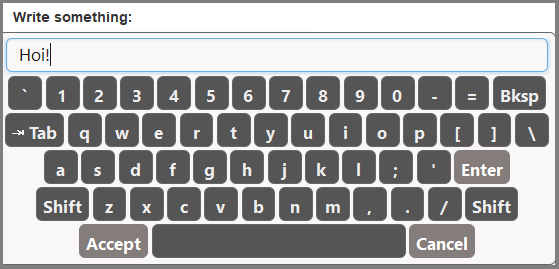 Write something:
Hoi!
` 1 2 3 4 5 6 7 8 9 0 - = Bksp
⇥ Tab q w e r t y u i o p [ ] \
a s d f g h j k l ; ' Enter
Shift z x c v b n m , . / Shift
Accept Cancel